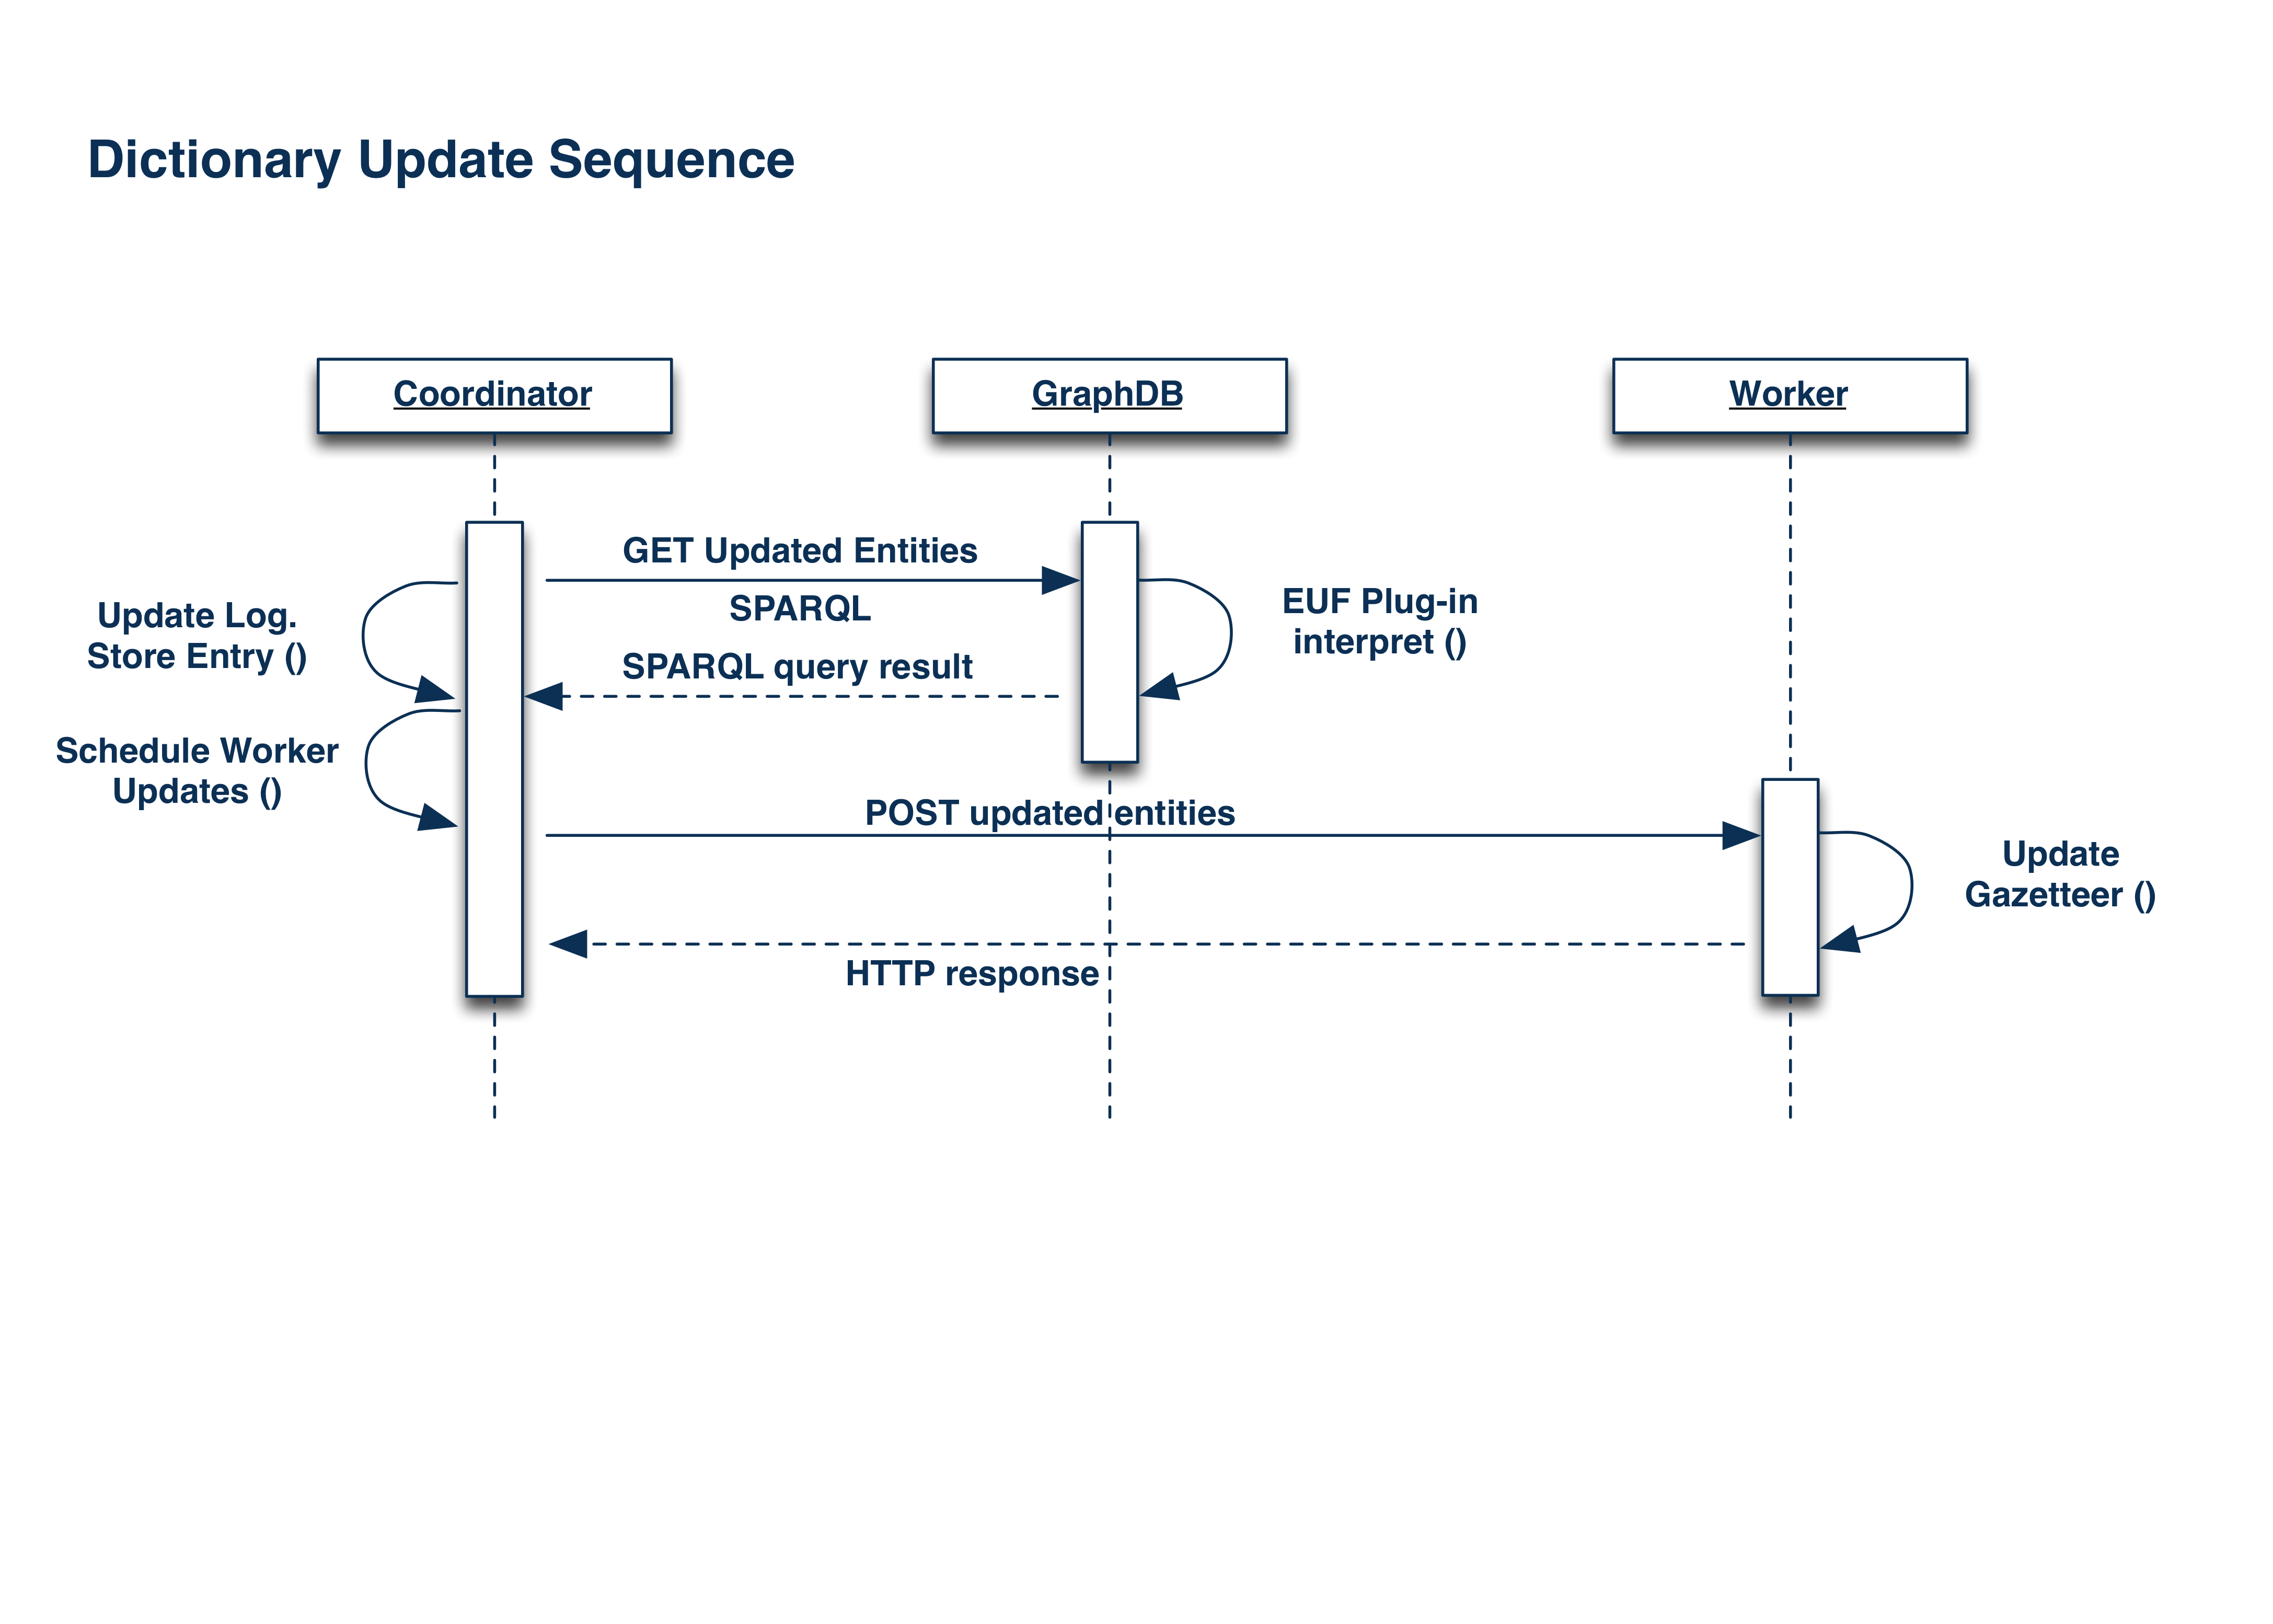 Dictionary Update Sequence
Coordinator
GraphDB
Worker
GET Updated Entities
SPARQL
Update Log.
Store Entry ()
EUF Plug-in
interpret ()
SPARQL query result
Schedule Worker
Updates ()
POST updated entities
Update
Gazetteer ()
HTTP response